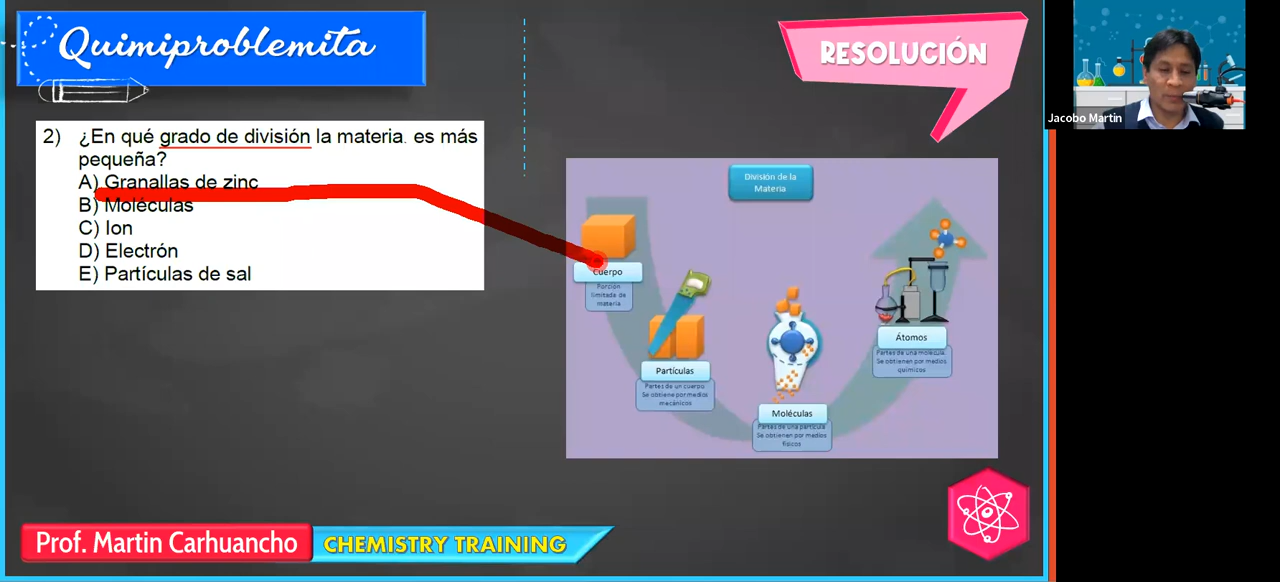 Quimiproblemita
RESOLUCIÓN
Jacobo Martin
2) ¿En qué grado de división la materia. es más
pequeña?
A) Granallas de zinc
B) Moléculas
C) Ion
D) Electrón
E) Partículas de sal
División de la
Materia
Cuerpo
Porción
limitada de
materia
Partículas
Partes de un cuerpo
Se obtiene por medios
mecánicos
Moléculas
Partes de una partícula
Se obtienen por medios
físicos
Átomos
Partes de una molécula.
Se obtienen por medios
químicos
Prof. Martin Carhuancho
CHEMISTRY TRAINING